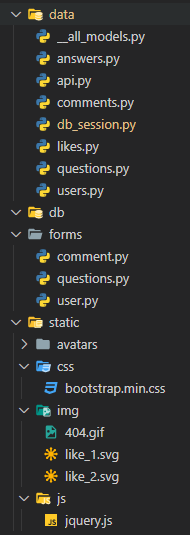 data
__all_models.py
answers.py
api.py
comments.py
db_session.py
likes.py
questions.py
users.py
db
forms
comment.py
questions.py
user.py
static
avatars
css
bootstrap.min.css
img
404.gif
like_1.svg
like_2.svg
js
jquery.js